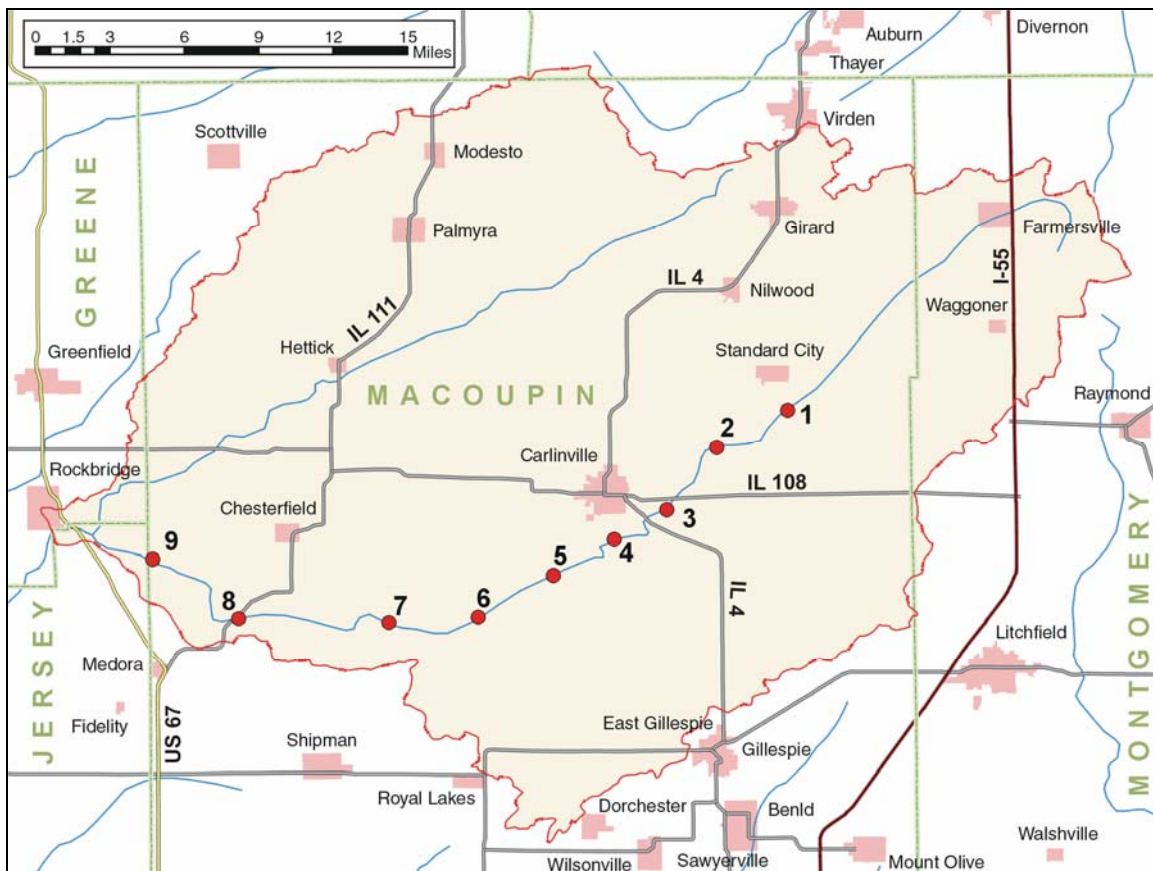 0 1.5 3 6 9 12 15
Miles
Auburn
Divernon
Thayer
Virden
Scottville
Modesto
GREENE
Palmyra
Girard
Farmersville
IL 4
I-55
Nilwood
Waggoner
IL 111
Hettick
Greenfield
Standard City
MACOUPIN
Raymond
1
2
Carlinville
Rockbridge
IL 108
3
Chesterfield
4
9
5
MONTGOMERY
8
7
6
IL 4
JERSEY
Litchfield
Medora
Fidelity
US 67
East Gillespie
Shipman
Gillespie
Royal Lakes
Dorchester
Benld
Walshville
Wilsonville
Sawyerville
Mount Olive